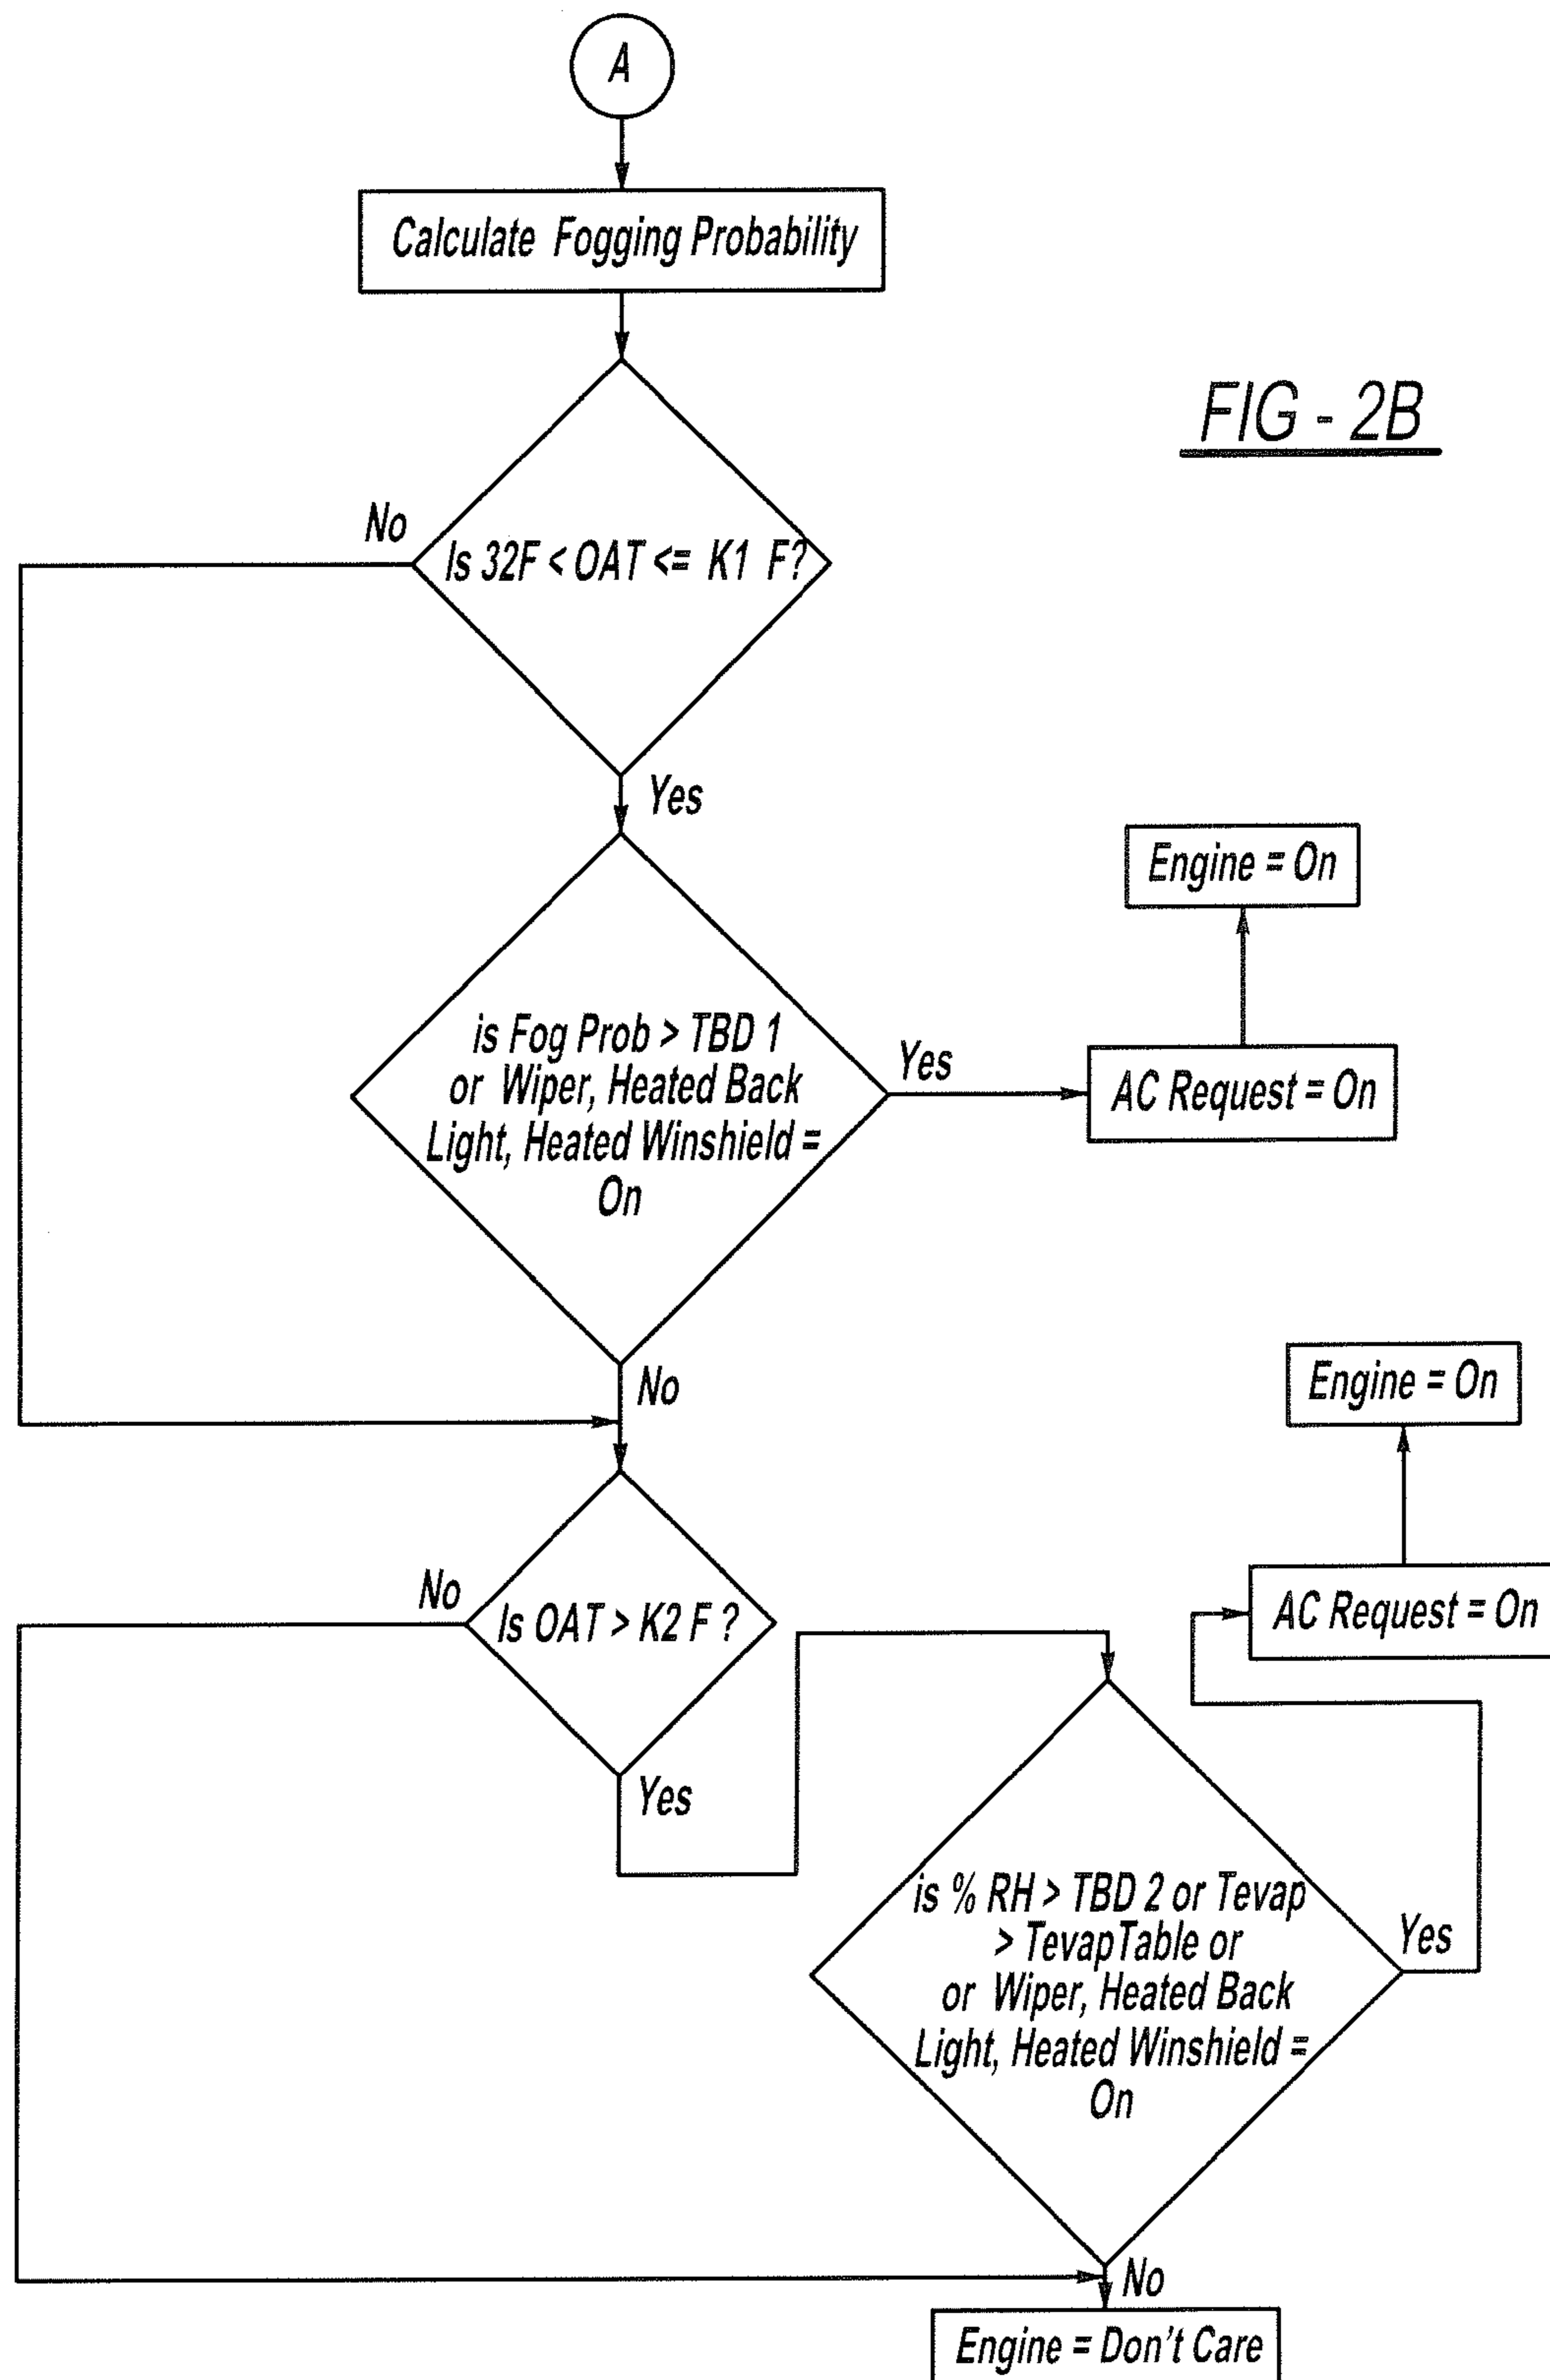 A
Calculate Fogging Probability
FIG - 2B
No
Is 32F < OAT <= K1 F?
Yes
Engine = On
is Fog Prob > TBD 1
or Wiper, Heated Back
Light, Heated Winshield =
On
Yes
AC Request = On
No
Engine = On
No
Is OAT > K2 F ?
AC Request = On
Yes
is % RH > TBD 2 or Tevap
> TevapTable or
or Wiper, Heated Back
Light, Heated Winshield =
On
Yes
No
Engine = Don't Care